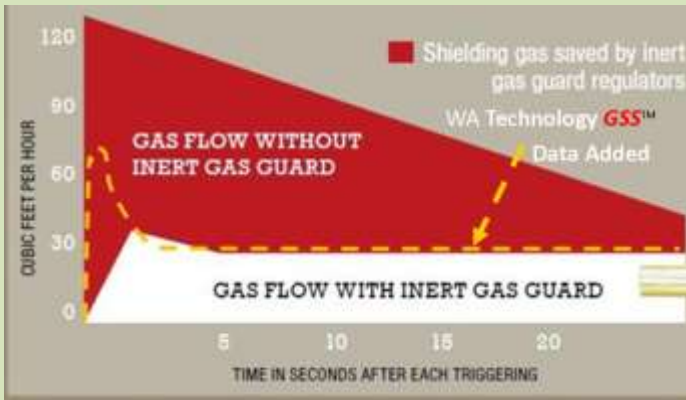 120
90
60
30
0
CUBIC FEET PER HOUR
Shielding gas saved by inert
gas guard regulators
WA Technology GSS™
Data Added
GAS FLOW WITHOUT
INERT GAS GUARD
GAS FLOW WITH INERT GAS GUARD
5
10
15
20
TIME IN SECONDS AFTER EACH TRIGGERING